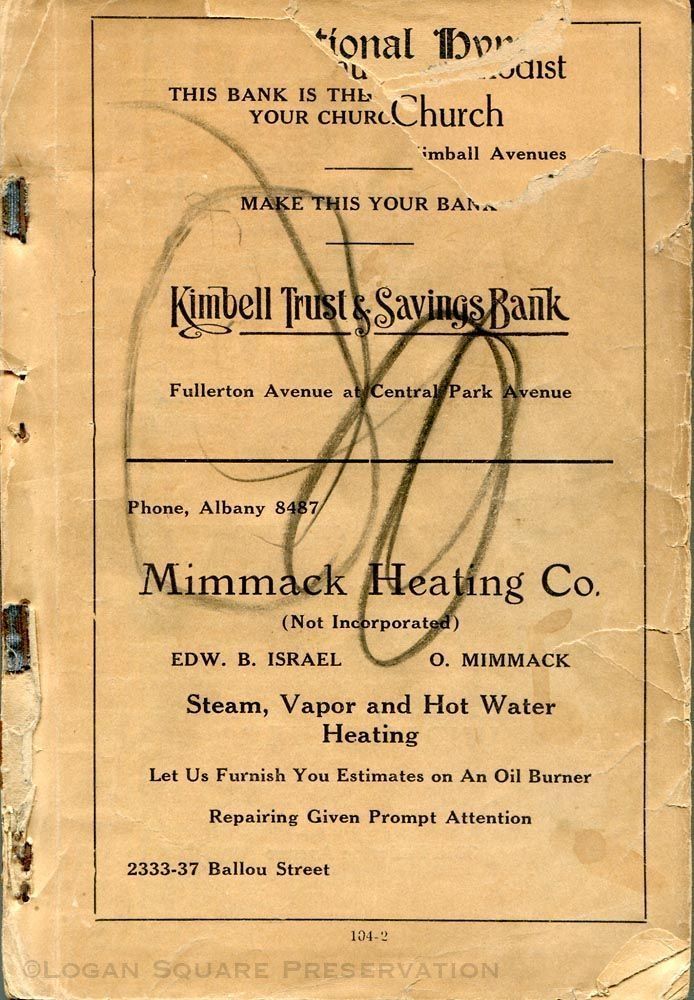 tional
odist
THIS BANK IS THE
YOUR CHURC
Church
imball Avenues
MAKE THIS YOUR BANK
Kimbell Trust & Savings Bank
Fullerton Avenue at Central Park Avenue
Phone, Albany 8487
Mimmack Heating Co.
(Not Incorporated)
EDW. B. ISRAEL O. MIMMACK
Steam, Vapor and Hot Water
Heating
Let Us Furnish You Estimates on An Oil Burner
Repairing Given Prompt Attention
2333-37 Ballou Street
104-2
©LOGAN SQUARE PRESERVATION